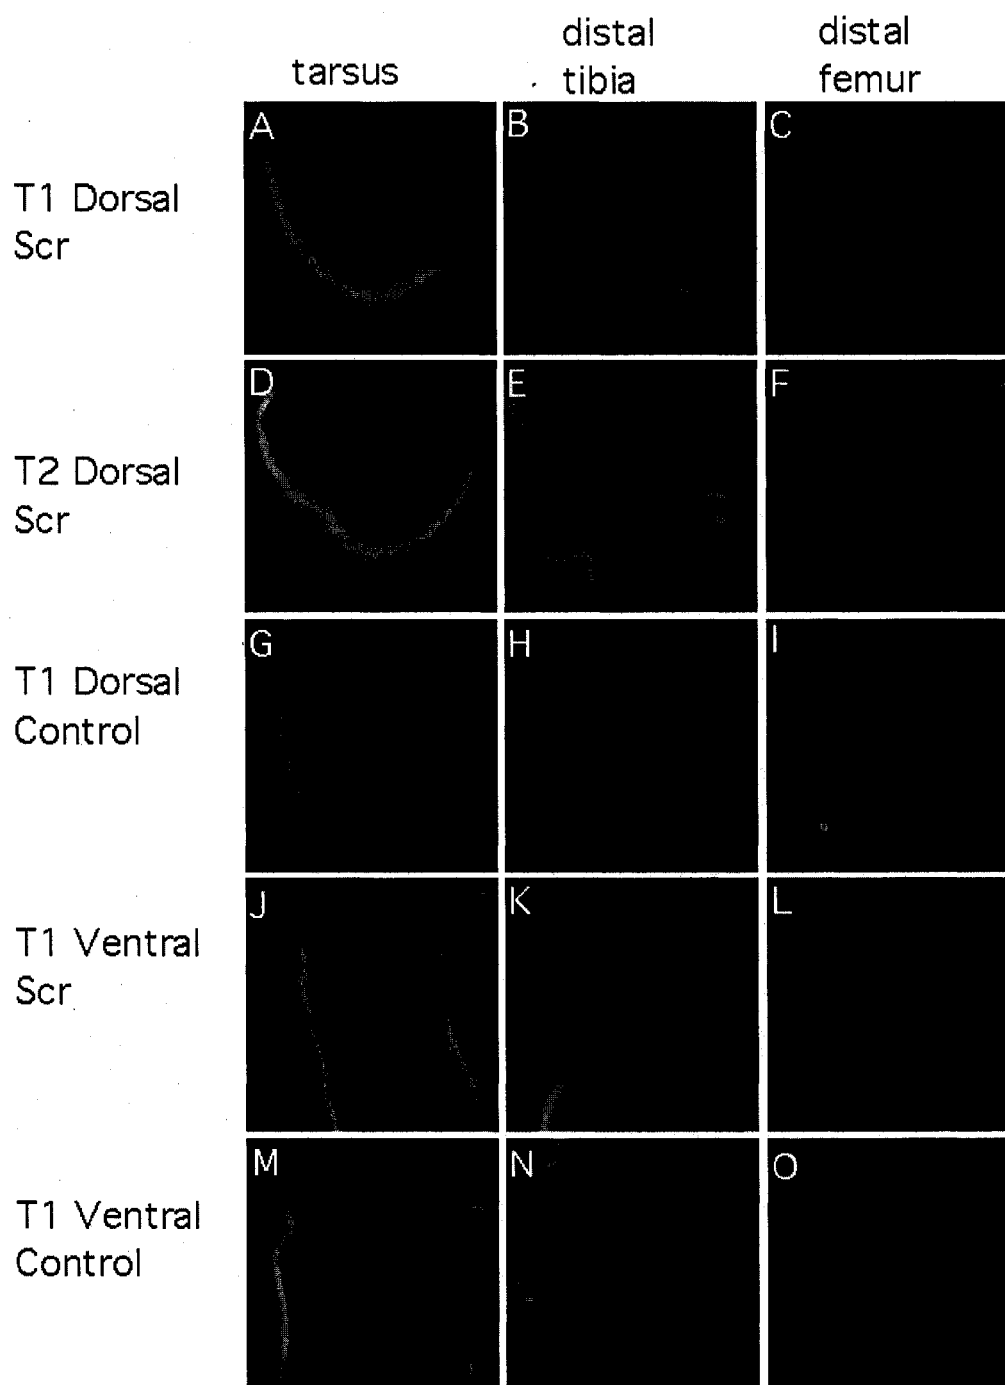 tarsus
distal
tibia
distal
femur
T1 Dorsal
Scr
A
B
C
T2 Dorsal
Scr
D
E
F
T1 Dorsal
Control
G
H
I
T1 Ventral
Scr
J
K
L
T1 Ventral
Control
M
N
O